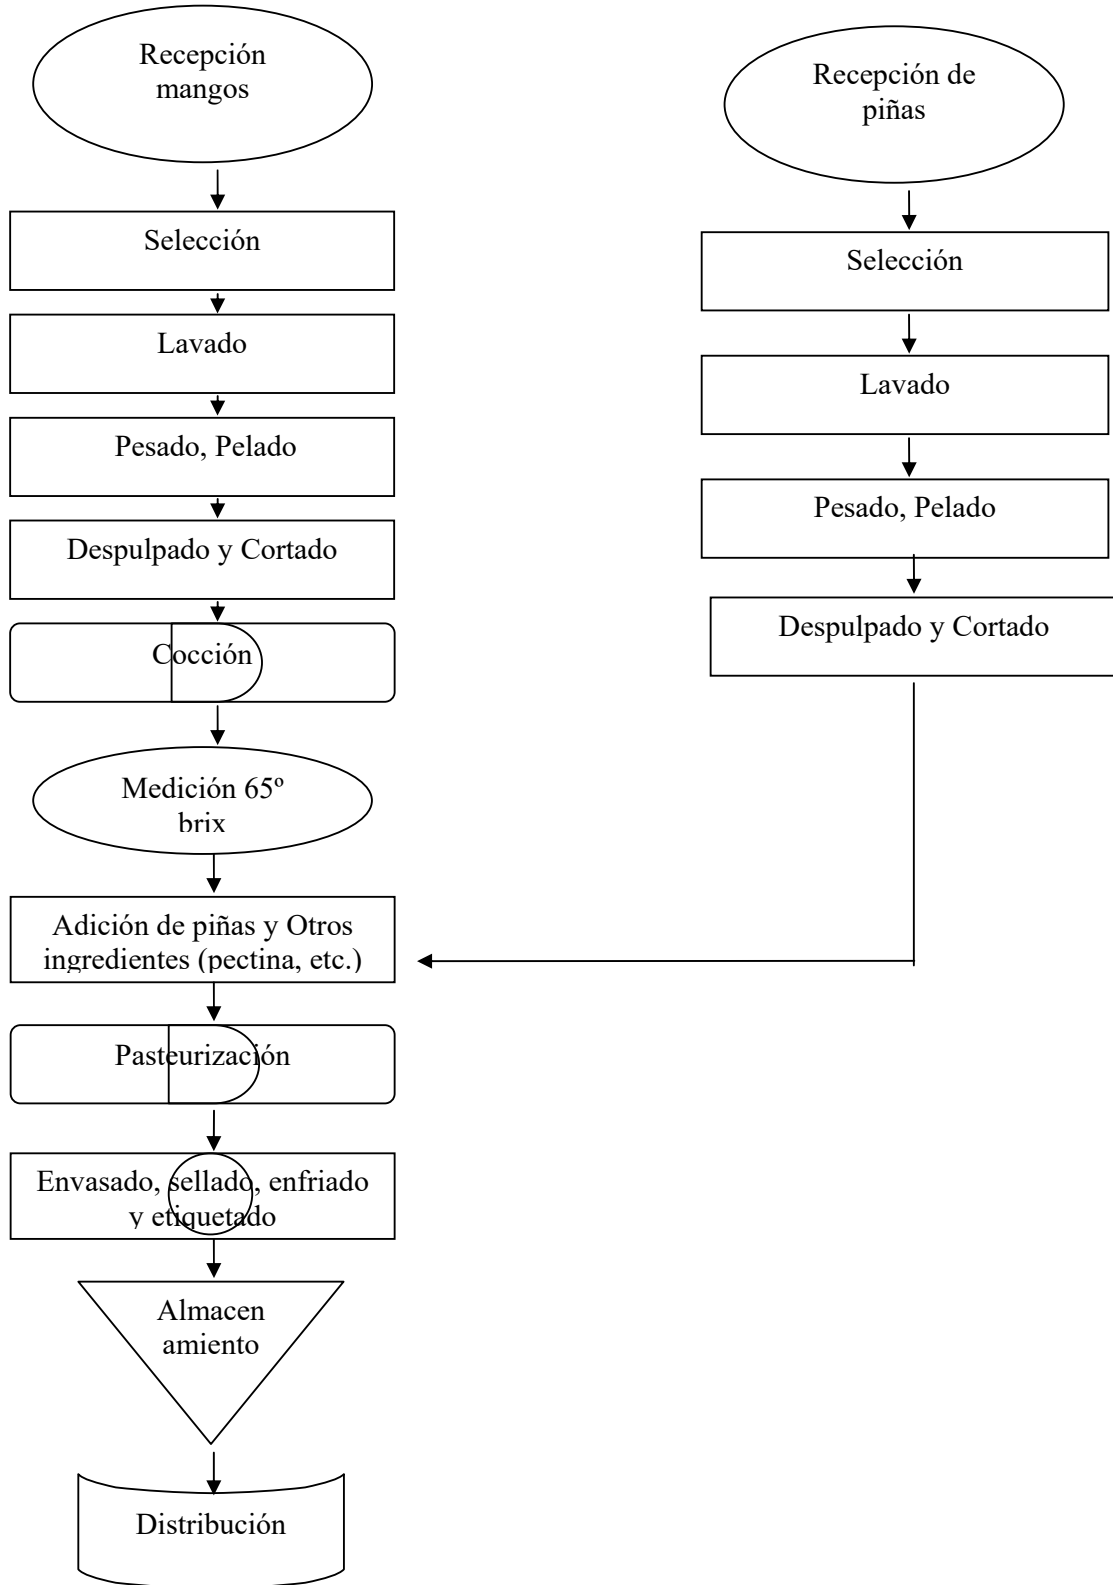 Recepción
mangos
Selección
Lavado
Pesado, Pelado
Despulpado y Cortado
Cocción
Medición 65º
brix
Adición de piñas y Otros
ingredientes (pectina, etc.)
Pasteurización
Envasado, sellado, enfriado
y etiquetado
Almacen
amiento
Distribución
Recepción de
piñas
Selección
Lavado
Pesado, Pelado
Despulpado y Cortado